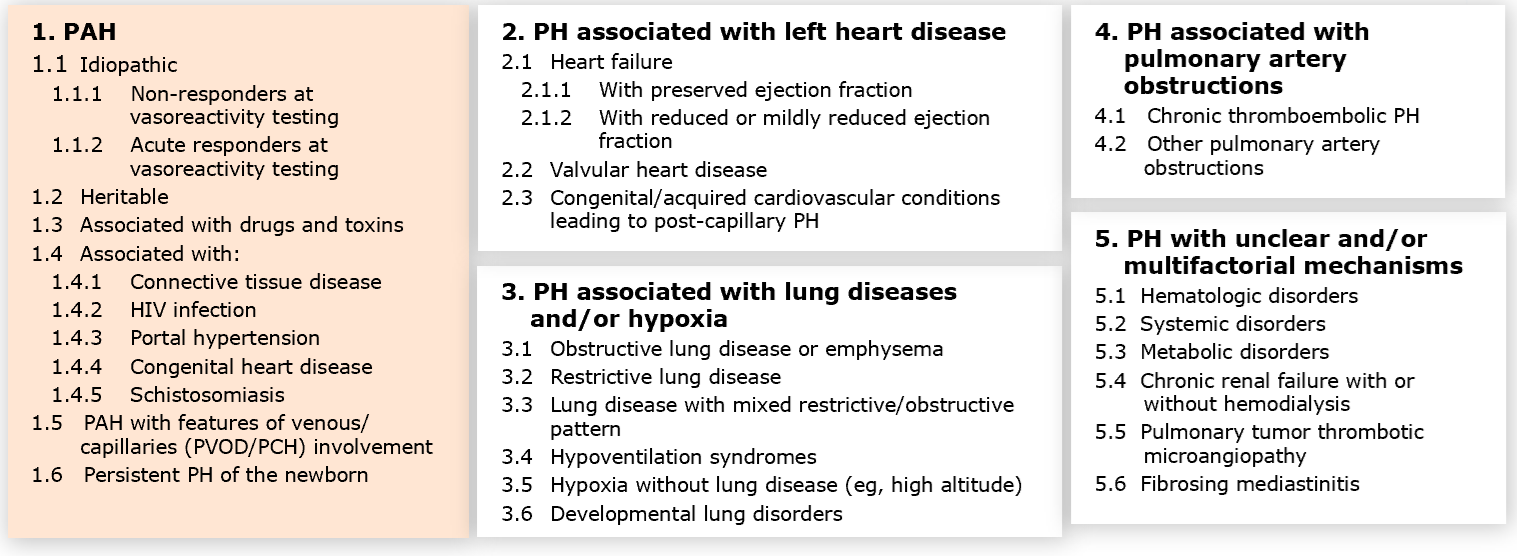 1. PAH
1.1 Idiopathic
1.1.1 Non-responders at
vasoreactivity testing
1.1.2 Acute responders at
vasoreactivity testing
1.2 Heritable
1.3 Associated with drugs and toxins
1.4 Associated with:
1.4.1 Connective tissue disease
1.4.2 HIV infection
1.4.3 Portal hypertension
1.4.4 Congenital heart disease
1.4.5 Schistosomiasis
1.5 PAH with features of venous/
capillaries (PVOD/PCH) involvement
1.6 Persistent PH of the newborn
2. PH associated with left heart disease
2.1 Heart failure
2.1.1 With preserved ejection fraction
2.1.2 With reduced or mildly reduced ejection
fraction
2.2 Valvular heart disease
2.3 Congenital/acquired cardiovascular conditions
leading to post-capillary PH
3. PH associated with lung diseases
and/or hypoxia
3.1 Obstructive lung disease or emphysema
3.2 Restrictive lung disease
3.3 Lung disease with mixed restrictive/obstructive
pattern
3.4 Hypoventilation syndromes
3.5 Hypoxia without lung disease (eg, high altitude)
3.6 Developmental lung disorders
4. PH associated with
pulmonary artery
obstructions
4.1 Chronic thromboembolic PH
4.2 Other pulmonary artery
obstructions
5. PH with unclear and/or
multifactorial mechanisms
5.1 Hematologic disorders
5.2 Systemic disorders
5.3 Metabolic disorders
5.4 Chronic renal failure with or
without hemodialysis
5.5 Pulmonary tumor thrombotic
microangiopathy
5.6 Fibrosing mediastinitis